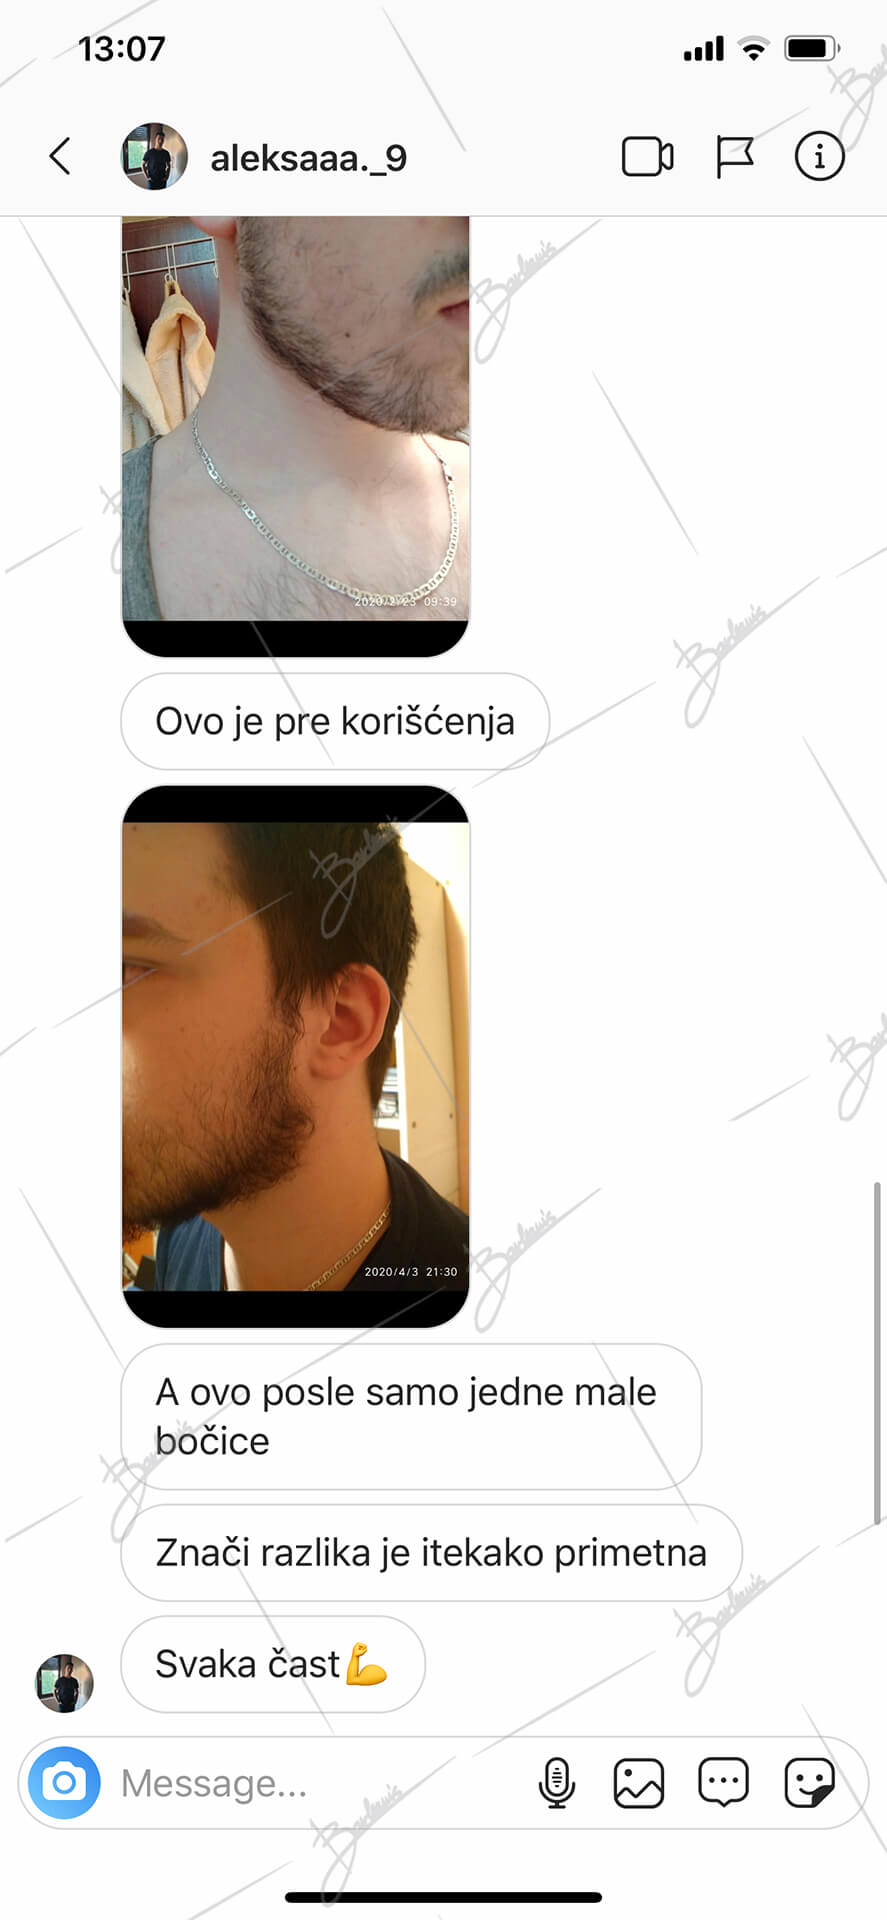 13:07
aleksaaa._9
2020/2/23 09:39
Ovo je pre korišćenja
2020/4/3 21:30
A ovo posle samo jedne male
bočice
Znači razlika je itekako primetna
Svaka čast💪
Message...